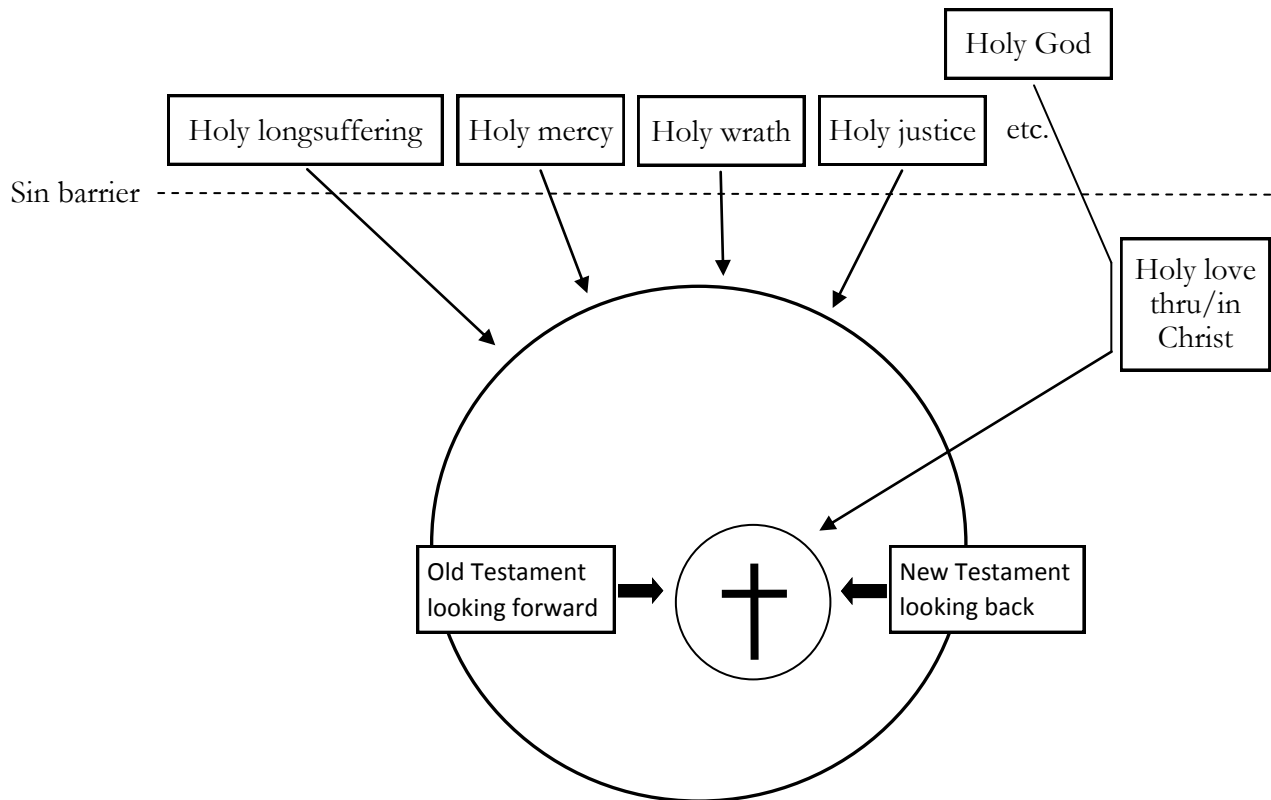 Holy God
Holy longsuffering
Holy mercy
Holy wrath
Holy justice
etc.
Sin barrier
Holy love
thru/in
Christ
Old Testament
looking forward
New Testament
looking back